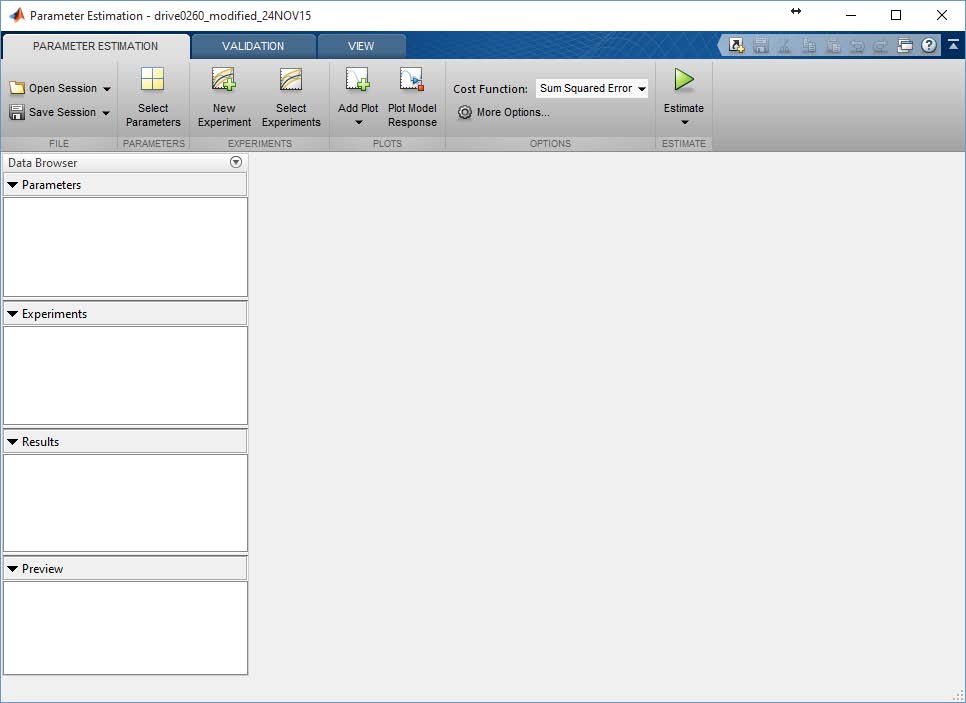 Parameter Estimation - drive0260_modified_24NOV15
PARAMETER ESTIMATION VALIDATION VIEW
Open Session
Save Session
Select
Parameters
New
Experiment
Select
Experiments
Add Plot
Plot Model
Response
Cost Function: Sum Squared Error
More Options...
Estimate
FILE PARAMETERS EXPERIMENTS PLOTS OPTIONS ESTIMATE
Data Browser
Parameters
Experiments
Results
Preview